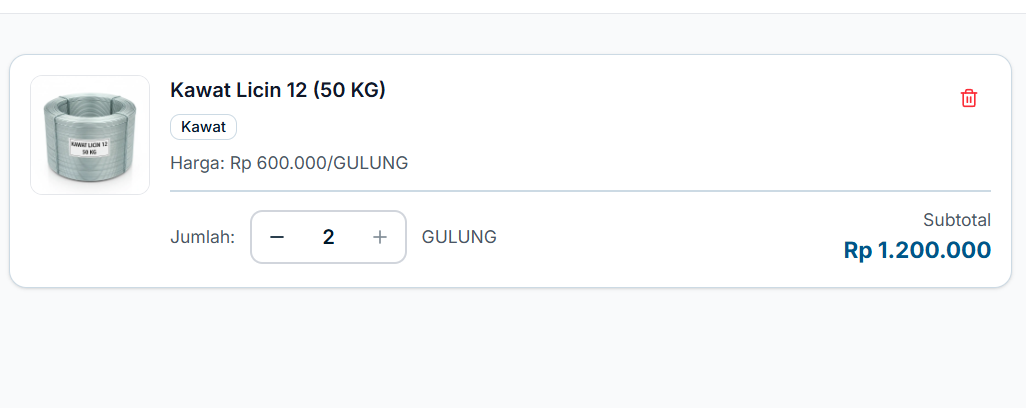 Kawat Licin 12 (50 KG)
KAWAT LICIN 12
50 KG
Kawat
Harga: Rp 600.000/GULUNG
Jumlah:
2
GULUNG
Subtotal
Rp 1.200.000